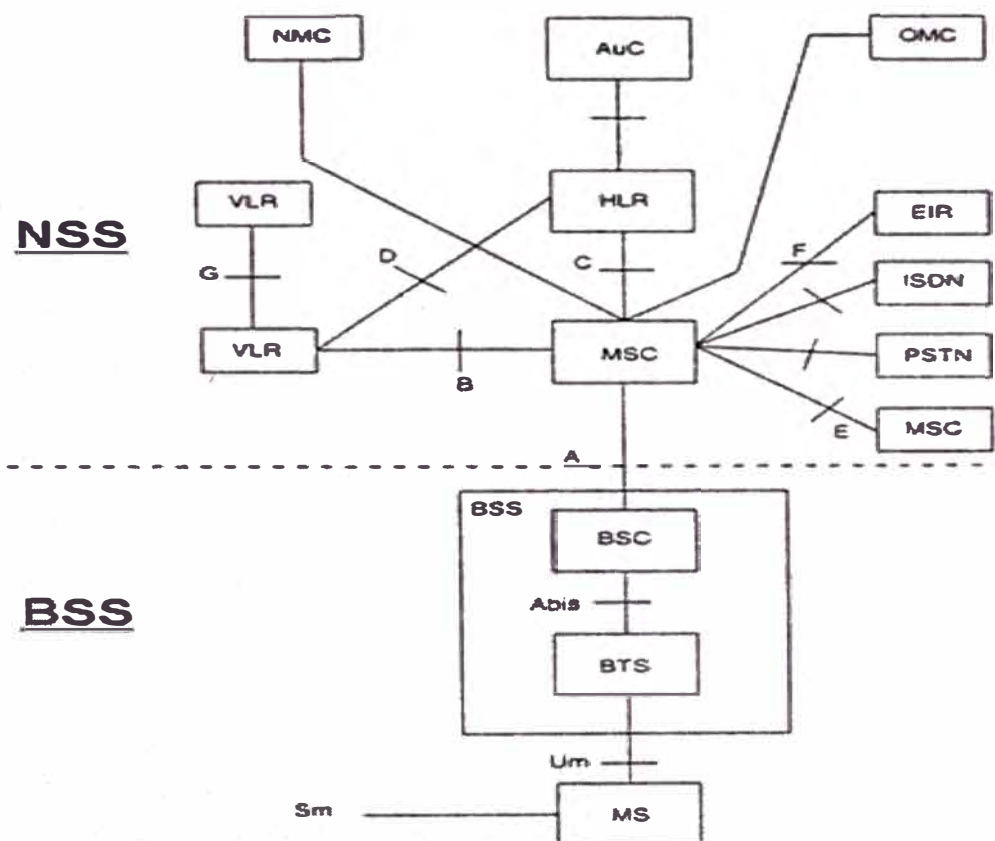 NMC
AuC
OMC
VLR
HLR
EIR
NSS
G
D
C
F
ISDN
VLR
B
MSC
PSTN
E
MSC
A
BSS
BSC
Abis
BSS
BTS
Um
Sm
MS